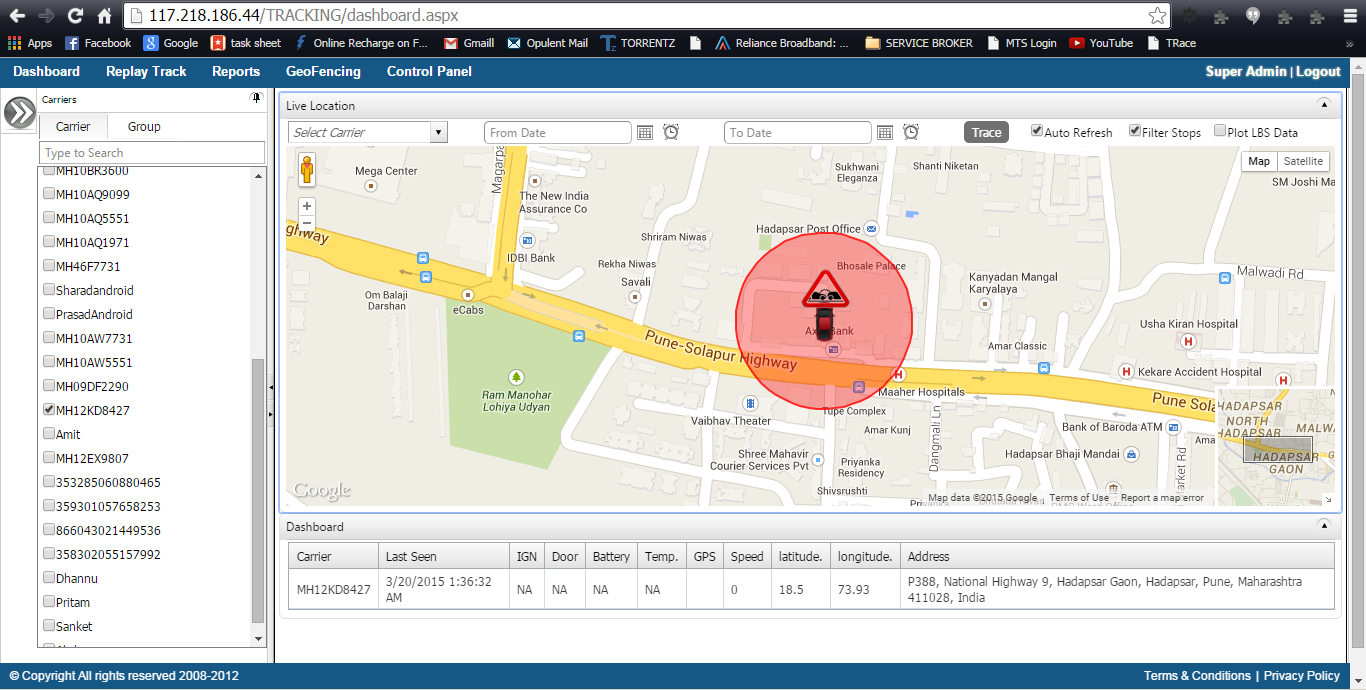 117.218.186.44/TRACKING/dashboard.aspx
Apps Facebook Google task sheet Online Recharge on F... Gmaill Opulent Mail TORRENTZ Reliance Broadband: ... SERVICE BROKER MTS Login YouTube TRace »
Dashboard Replay Track Reports GeoFencing Control Panel Super Admin | Logout
Carriers
Carrier Group
Type to Search
MH10BR3600
MH10AQ9099
MH10AQ5551
MH10AQ1971
MH46F7731
Sharadandroid
PrasadAndroid
MH10AW7731
MH10AW5551
MH09DF2290
MH12KD8427
Amit
MH12EX9807
353285060880465
359301057658253
866043021449536
358302055157992
Dhannu
Pritam
Sanket
Live Location
Select Carrier From Date To Date Trace Auto Refresh Filter Stops Plot LBS Data
Map Satellite
Mega Center
Magarpa
The New India
Assurance Co
Sukhwani
Eleganza
Shanti Niketan
SM Joshi Ma
ghway
IDBI Bank
Shriram Niwas
Hadapsar Post Office
Rekha Niwas
Bhosale Palace
Savali
Kanyadan Mangal
Karyalaya
Malwadi Rd
Om Balaji
Darshan
eCabs
Axis Bank
Usha Kiran Hospital
Pune-Solapur Highway
Amar Classic
Kekare Accident Hospital
Ram Manohar
Lohiya Udyan
Maaher Hospitals
Pune Sola
Vaibhav Theater
Tupe Complex
Amar Kunj
Dangmali Ln
Bank of Baroda ATM
Ama
Shree Mahavir
Courier Services Pvt
Priyanka
Residency
Hadapsar Bhaji Mandai
Market Rd
Shivsrushti
HADAPSAR
NORTH
HADAPSAR
MALW
HADAPSAR
GAON
Google
Map data ©2015 Google Terms of Use Report a map error
Dashboard
Carrier Last Seen IGN Door Battery Temp. GPS Speed latitude. longitude. Address
MH12KD8427 3/20/2015 1:36:32 AM NA NA NA NA 0 18.5 73.93 P388, National Highway 9, Hadapsar Gaon, Hadapsar, Pune, Maharashtra 411028, India
© Copyright All rights reserved 2008-2012 Terms & Conditions | Privacy Policy